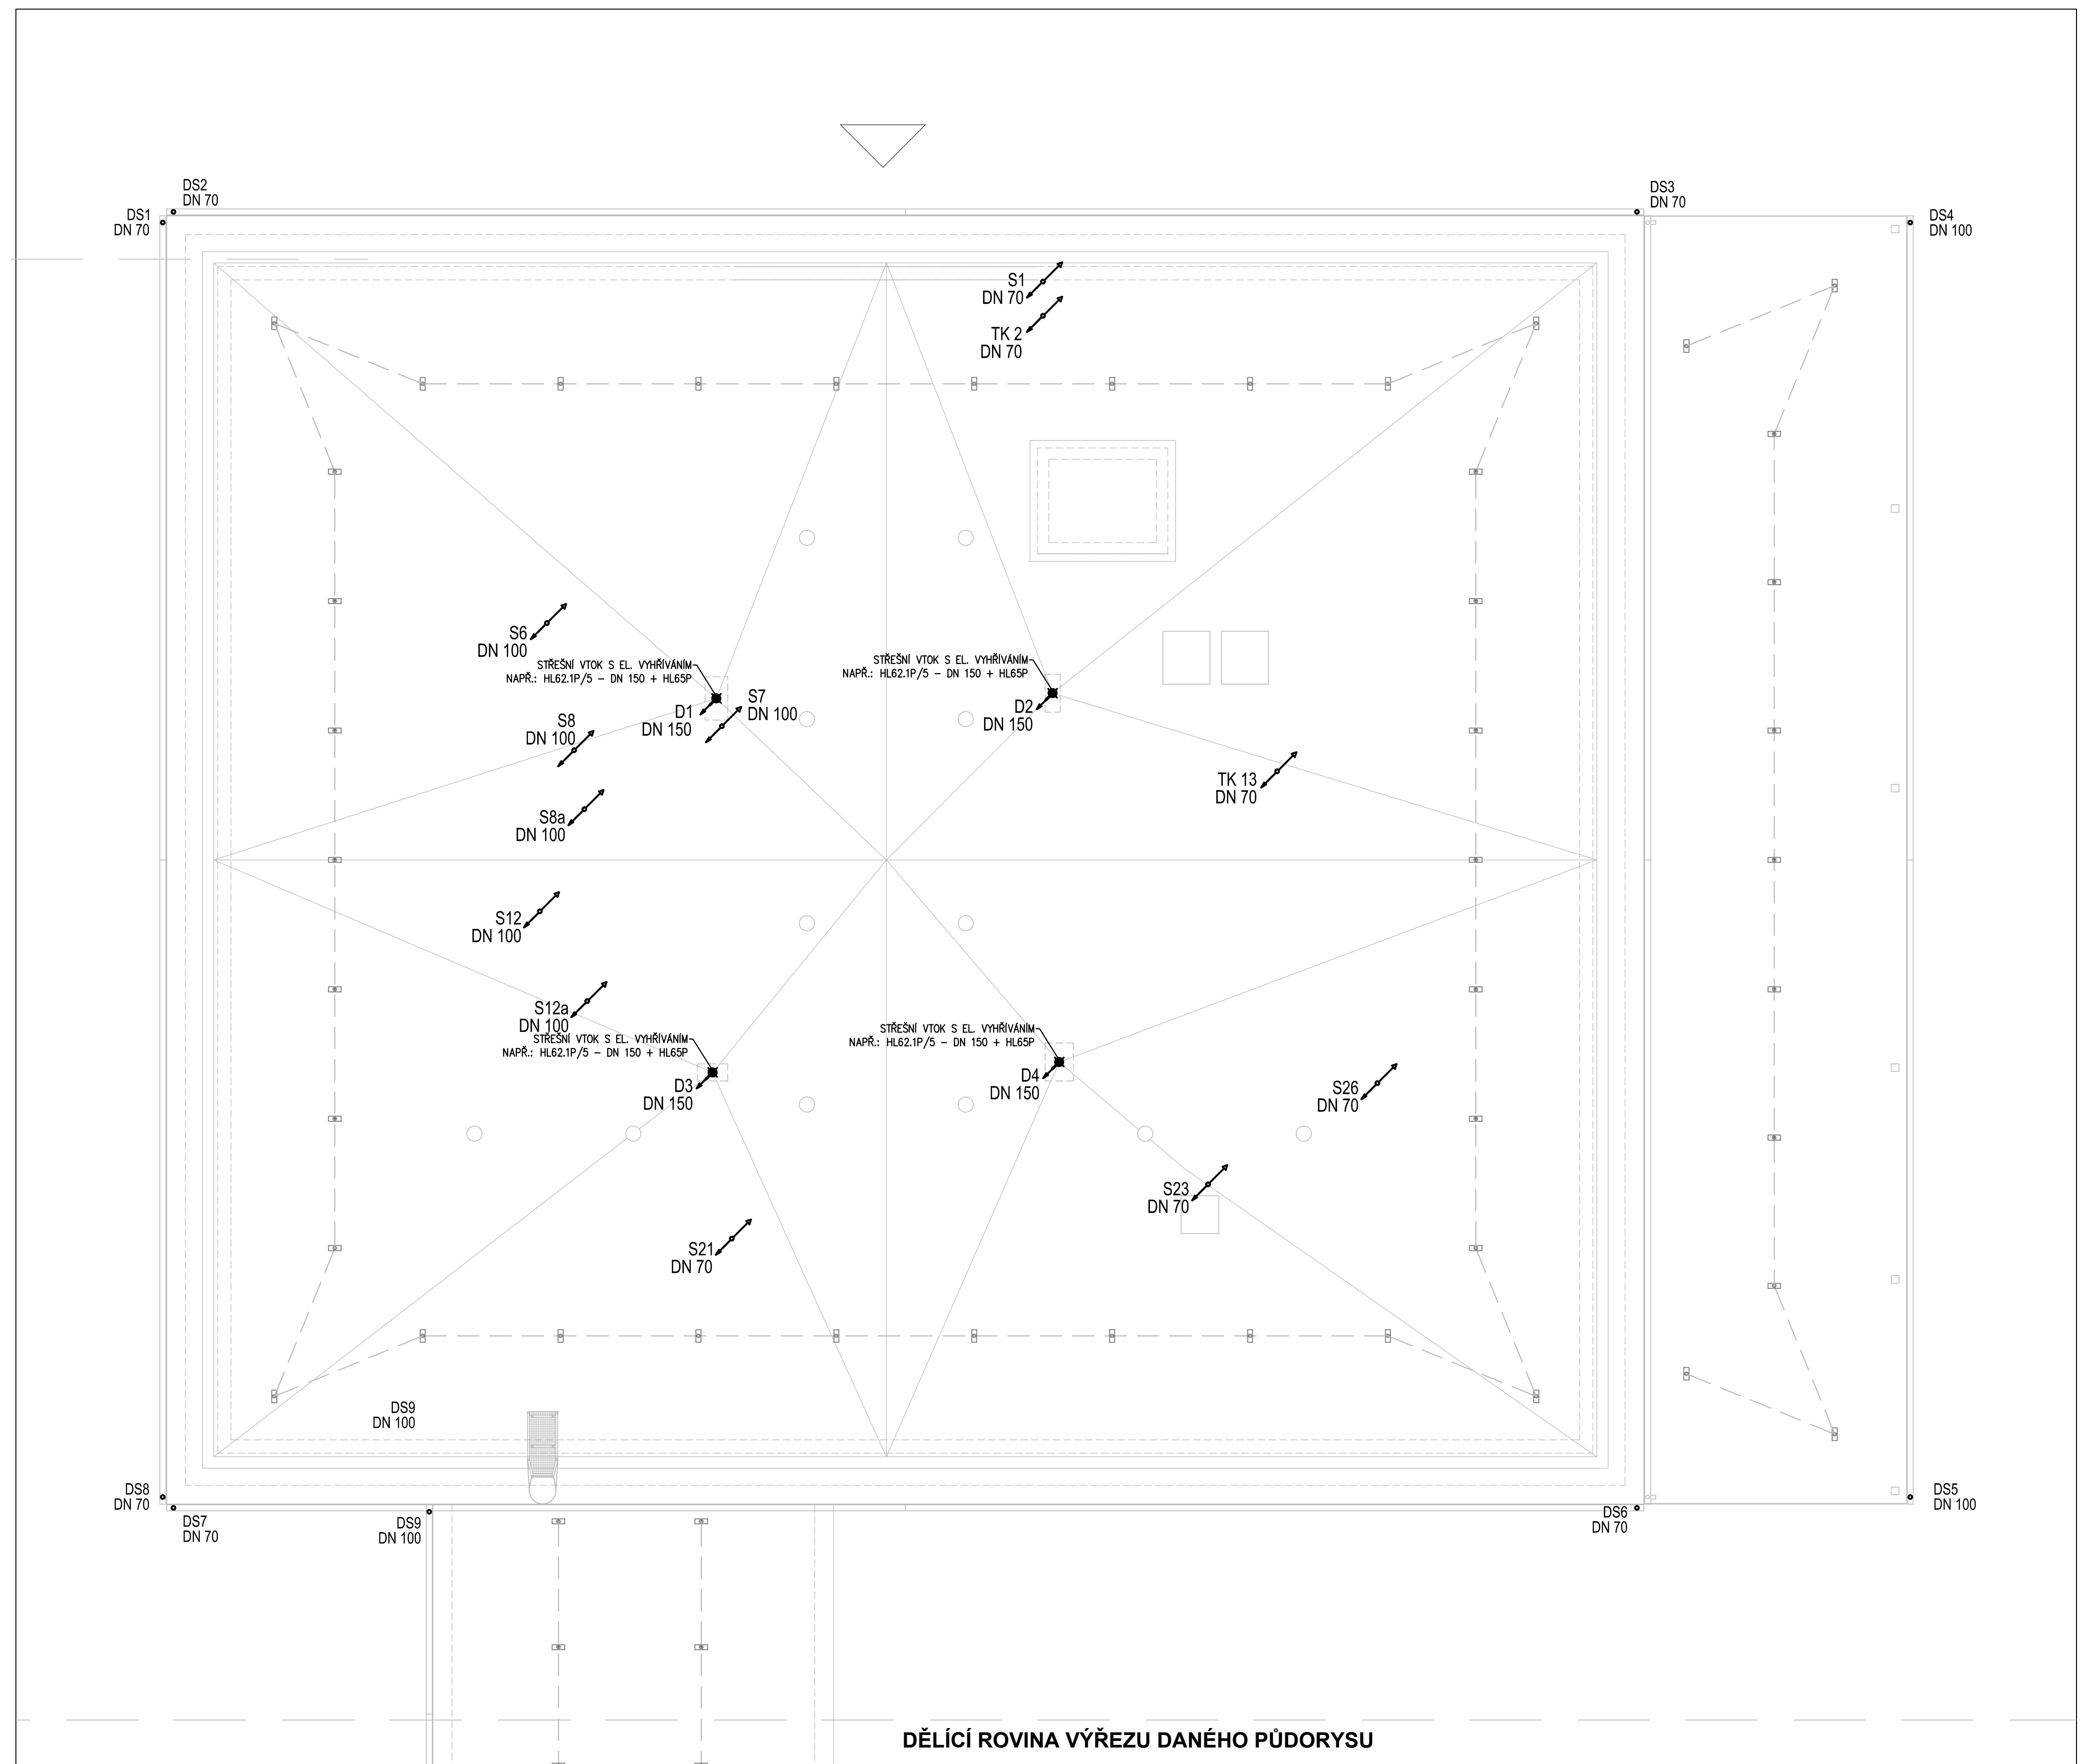 DS2
DN 70
DS3
DN 70
DS1
DN 70
DS4
DN 100
S1
DN 70
TK 2
DN 70
S6
DN 100
STŘEŠNÍ VTOK S EL. VYHŘÍVÁNÍM
NAPŘ.: HL62.1P/5 – DN 150 + HL65P
STŘEŠNÍ VTOK S EL. VYHŘÍVÁNÍM
NAPŘ.: HL62.1P/5 – DN 150 + HL65P
S7
DN 100
D1
DN 150
D2
DN 150
S8
DN 100
TK 13
DN 70
S8a
DN 100
S12
DN 100
S12a
DN 100
STŘEŠNÍ VTOK S EL. VYHŘÍVÁNÍM
NAPŘ.: HL62.1P/5 – DN 150 + HL65P
STŘEŠNÍ VTOK S EL. VYHŘÍVÁNÍM
NAPŘ.: HL62.1P/5 – DN 150 + HL65P
D3
DN 150
D4
DN 150
S26
DN 70
S23
DN 70
S21
DN 70
DS9
DN 100
DS8
DN 70
DS5
DN 100
DS7
DN 70
DS9
DN 100
DS6
DN 70
DĚLÍCÍ ROVINA VÝŘEZU DANÉHO PŮDORYSU